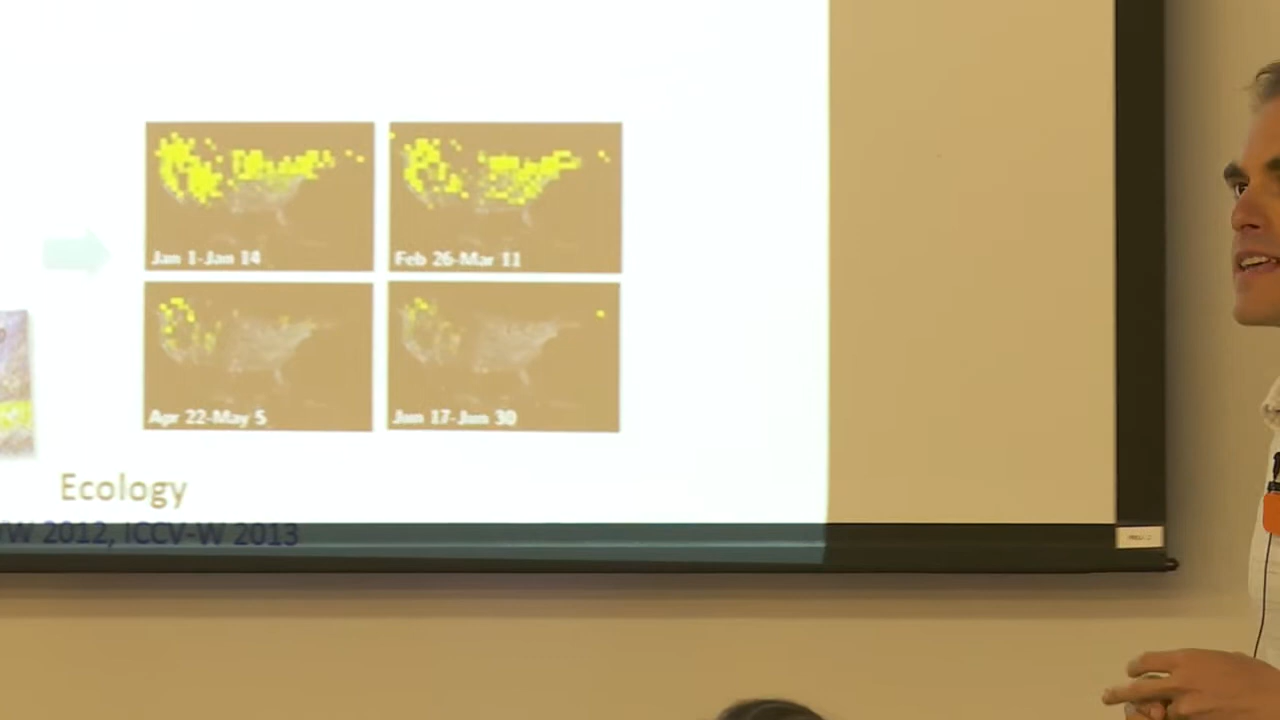 Jan 1-Jan 14
Feb 26-Mar 11
Apr 22-May 5
Jun 17-Jun 30
Ecology
2012, ICCV-W 2013